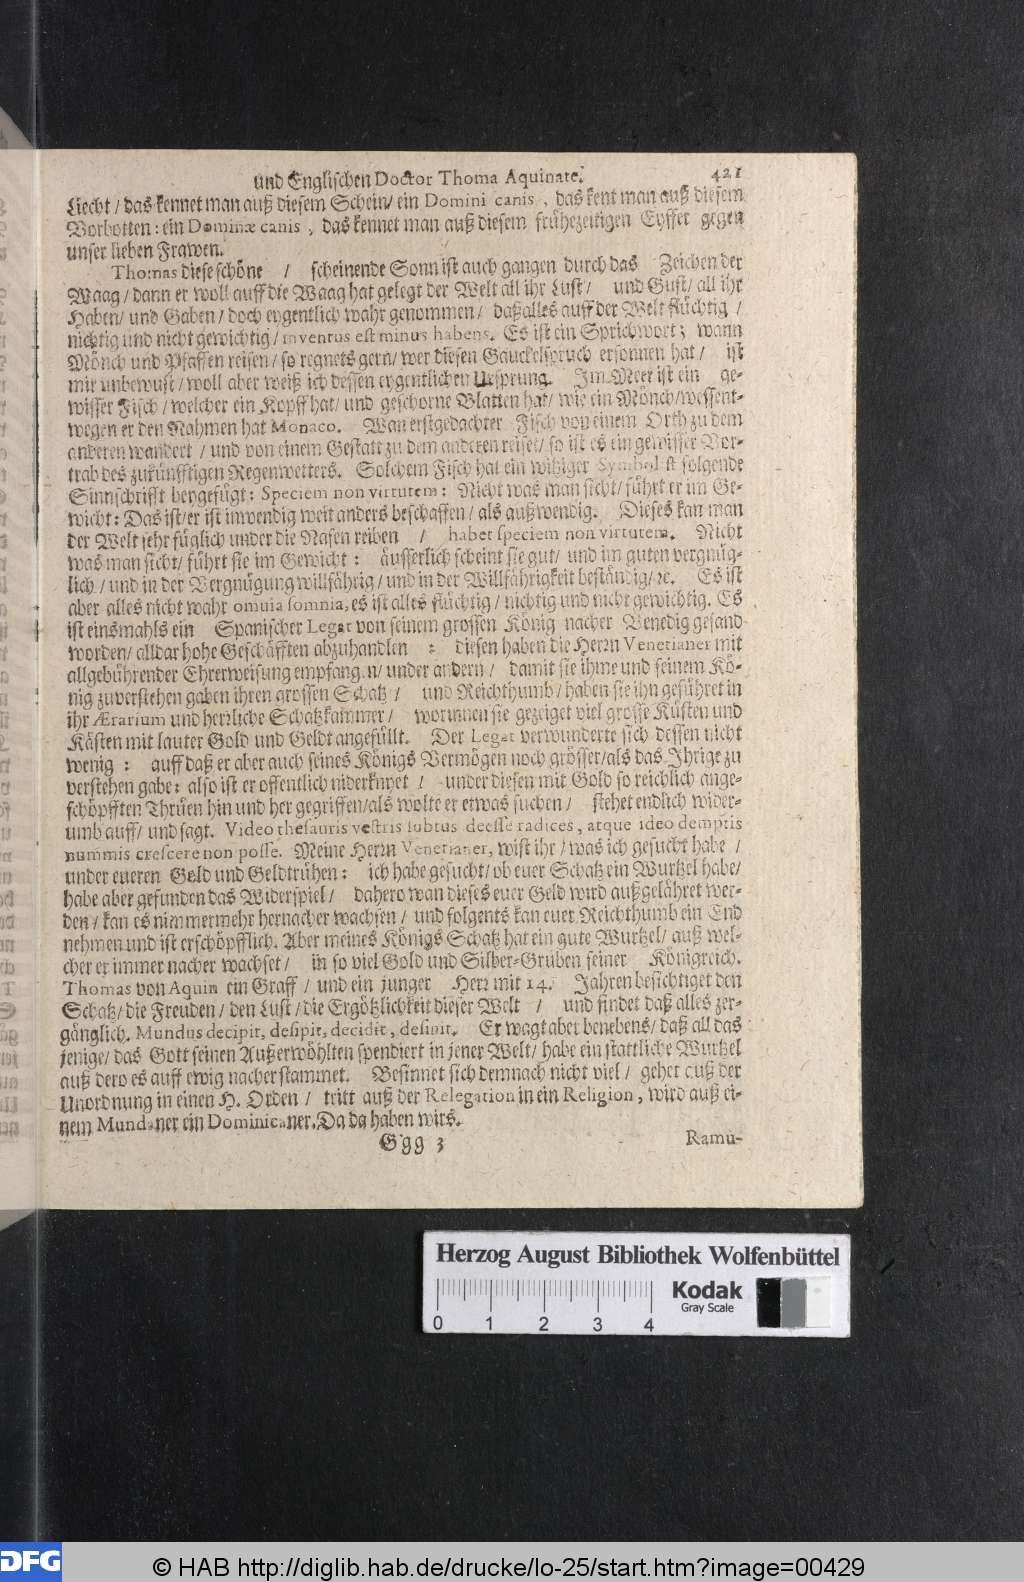 und Englischen Doctor Thoma Aquinate. 421
Liecht / das kennet man auß diesem Schein / ein Domini canis, das kent man auß diesem
Vorbotten: ein Dominæ canis, das kennet man auß diesem frühezeitigen Eyffer gegen
unser lieben Frawen.
Thomas diese schöne / scheinende Sonn ist auch gangen durch das Zeichen der
Waag / dann er woll auff die Waag hat gelegt der Welt all ihr Lust / und Gust / all ihr
Haben / und Gaben / doch eygentlich wahr genommen / daß alles auff der Welt flüchtig /
nichtig und nicht gewichtig / inventus est minus habens. Es ist ein Sprichwort; wann
Mönch und Pfaffen reisen / so regnets gern / wer diesen Gauckelspruch ersonnen hat / ist
mir unbewust / woll aber weiß ich dessen eygentlichen Ursprung. Im Meer ist ein ge-
wisser Fisch / welcher ein Kopff hat / und geschorne Blatten hat / wie ein Mönch / wessent-
wegen er den Nahmen hat Monaco. Wan erstgedachter Fisch von einem Orth zu dem
anderen wandert / und von einem Gestatt zu dem anderen reiset / so ist es ein gewisser Vor-
trab des zukünfftigen Regenwetters. Solchem Fisch hat ein witziger Symbolist folgende
Sinnschrifft beygefügt: Speciem non virtutem: Nicht was man sicht / führt er im Ge-
wicht: Das ist / er ist inwendig weit anders beschaffen / als außwendig. Dieses kan man
der Welt sehr füglich under die Nasen reiben / habet speciem non virtutem. Nicht
was man sicht / führt sie im Gewicht: äusserlich scheint sie gut / und im guten vergnüg-
lich / und in der Vergnügung willfährig / und in der Willfährigkeit beständig / ꝛc. Es ist
aber alles nicht wahr omnia somnia, es ist alles flüchtig / nichtig und nicht gewichtig. Es
ist einsmahls ein Spanischer Legat von seinem grossen König nacher Venedig gesand
worden / alldar hohe Geschäfften abzuhandlen: diesen haben die Herrn Venetianer mit
allgebührender Ehrerweisung empfangen / under andern / damit sie ihme und seinem Kö-
nig zuverstehen gaben ihren grossen Schatz / und Reichthumb / haben sie ihn geführet in
ihr Ærarium und herzliche Schatzkammer / worinnen sie gezeiget viel grosse Küsten und
Kästen mit lauter Gold und Geldt angefüllt. Der Legat verwunderte sich dessen nicht
wenig: auff daß er aber auch seines Königs Vermögen noch grösser / als das Ihrige zu
verstehen gabe: also ist er offentlich niderknyet / under diesen mit Gold so reichlich ange-
schöpfften Thrüen hin und her gegriffen / als wolte er etwas suchen / stehet endlich wider-
umb auff / und sagt. Video thesauris vestris subtus deesse radices, atque ideo demptis
nummis crescere non posse. Meine Herrn Venetianer, wist ihr / was ich gesucht habe /
under eueren Geld und Geldtrühen: ich habe gesucht / ob euer Schatz ein Wurtzel habe /
habe aber gefunden das Widerspiel / dahero wan dieses euer Geld wird außgelähret wer-
den / kan es nimmermehr hernacher wachsen / und folgents kan euer Reichthumb ein End
nehmen und ist erschöpfflich. Aber meines Königs Schatz hat ein gute Wurtzel / auß wel-
cher er immer nacher wachset / in so viel Gold und Silber-Gruben seiner Königreich.
Thomas von Aquin ein Graff / und ein junger Herr mit 14. Jahren besichtiget den
Schatz / die Freuden / den Lust / die Ergötzlichkeit dieser Welt / und findet daß alles zer-
gänglich. Mundus decipit, desipit, decidit, desinit. Er wagt aber benebens / daß all das
jenige / das Gott seinen Außerwöhlten spendiert in jener Welt / habe ein stattliche Wurtzel
auß dero es auff ewig nacher stammet. Besinnet sich demnach nicht viel / gehet auß der
Unordnung in einen H. Orden / tritt auß der Relegation in ein Religion, wird auß ei-
nem Mundaner ein Dominicaner. Da da haben wirs.
Ggg 3 Ramu-
Herzog August Bibliothek Wolfenbüttel
Kodak
Gray Scale
0 1 2 3 4
DFG
© HAB http://diglib.hab.de/drucke/lo-25/start.htm?image=00429